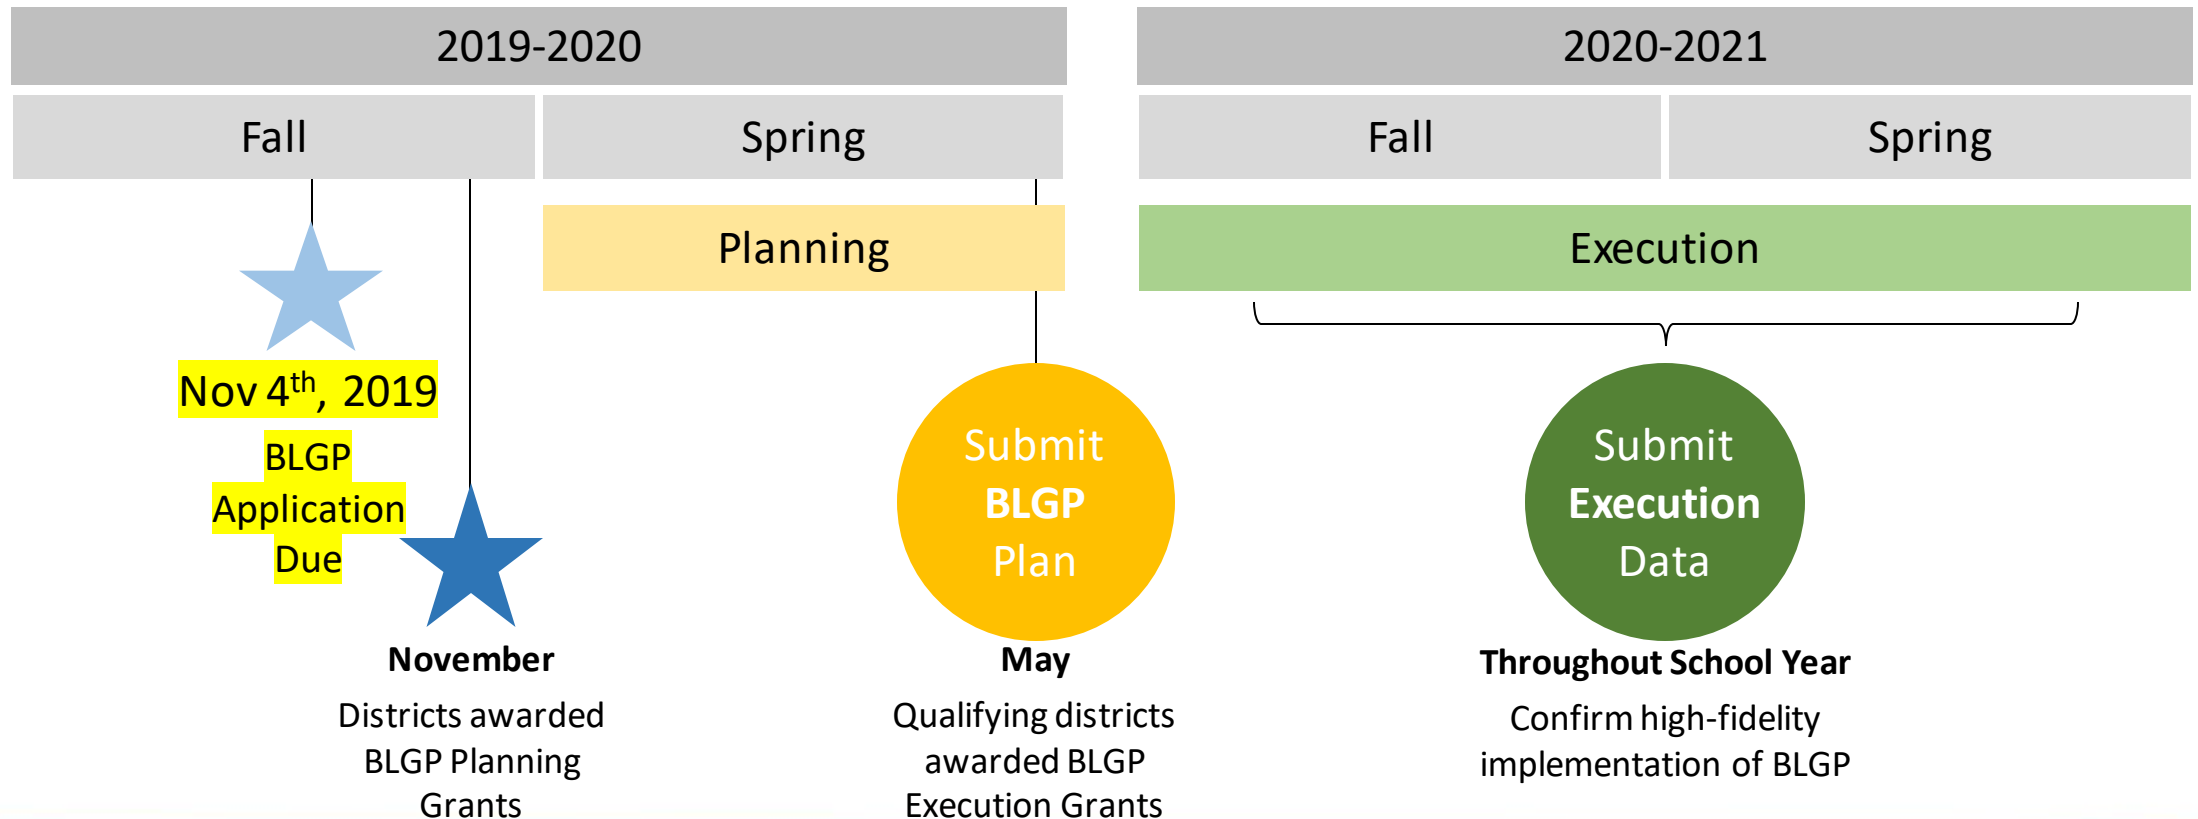 2019-2020
2020-2021
Fall
Spring
Fall
Spring
Planning
Execution
Nov 4th, 2019
BLGP
Application
Due
November
Districts awarded
BLGP Planning
Grants
Submit
BLGP
Plan
May
Qualifying districts
awarded BLGP
Execution Grants
Submit
Execution
Data
Throughout School Year
Confirm high-fidelity
implementation of BLGP